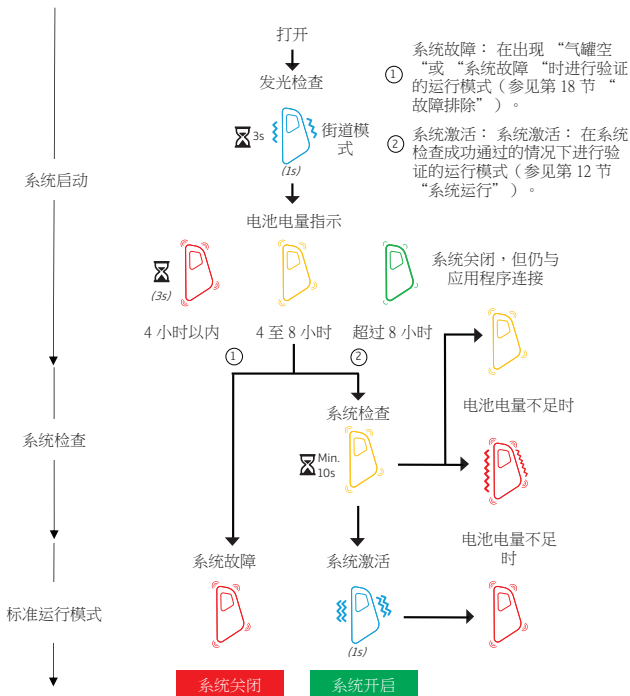 打开
发光检查
3s
街道模
式
(1s)
① 系统故障： 在出现 “气罐空
“或 “系统故障 “时进行验证
的运行模式（参见第 18 节 “
故障排除” ）。
② 系统激活： 系统激活： 在系统
检查成功通过的情况下进行验
证的运行模式（参见第 12 节
“系统运行” ）。
系统启动
电池电量指示
(3s)
4 小时以内
4 至 8 小时
超过 8 小时
系统关闭，但仍与
应用程序连接
①
②
系统检查
系统检查
Min.
10s
电池电量不足时
系统故障
系统激活
电池电量不足
时
标准运行模式
(1s)
系统关闭
系统开启